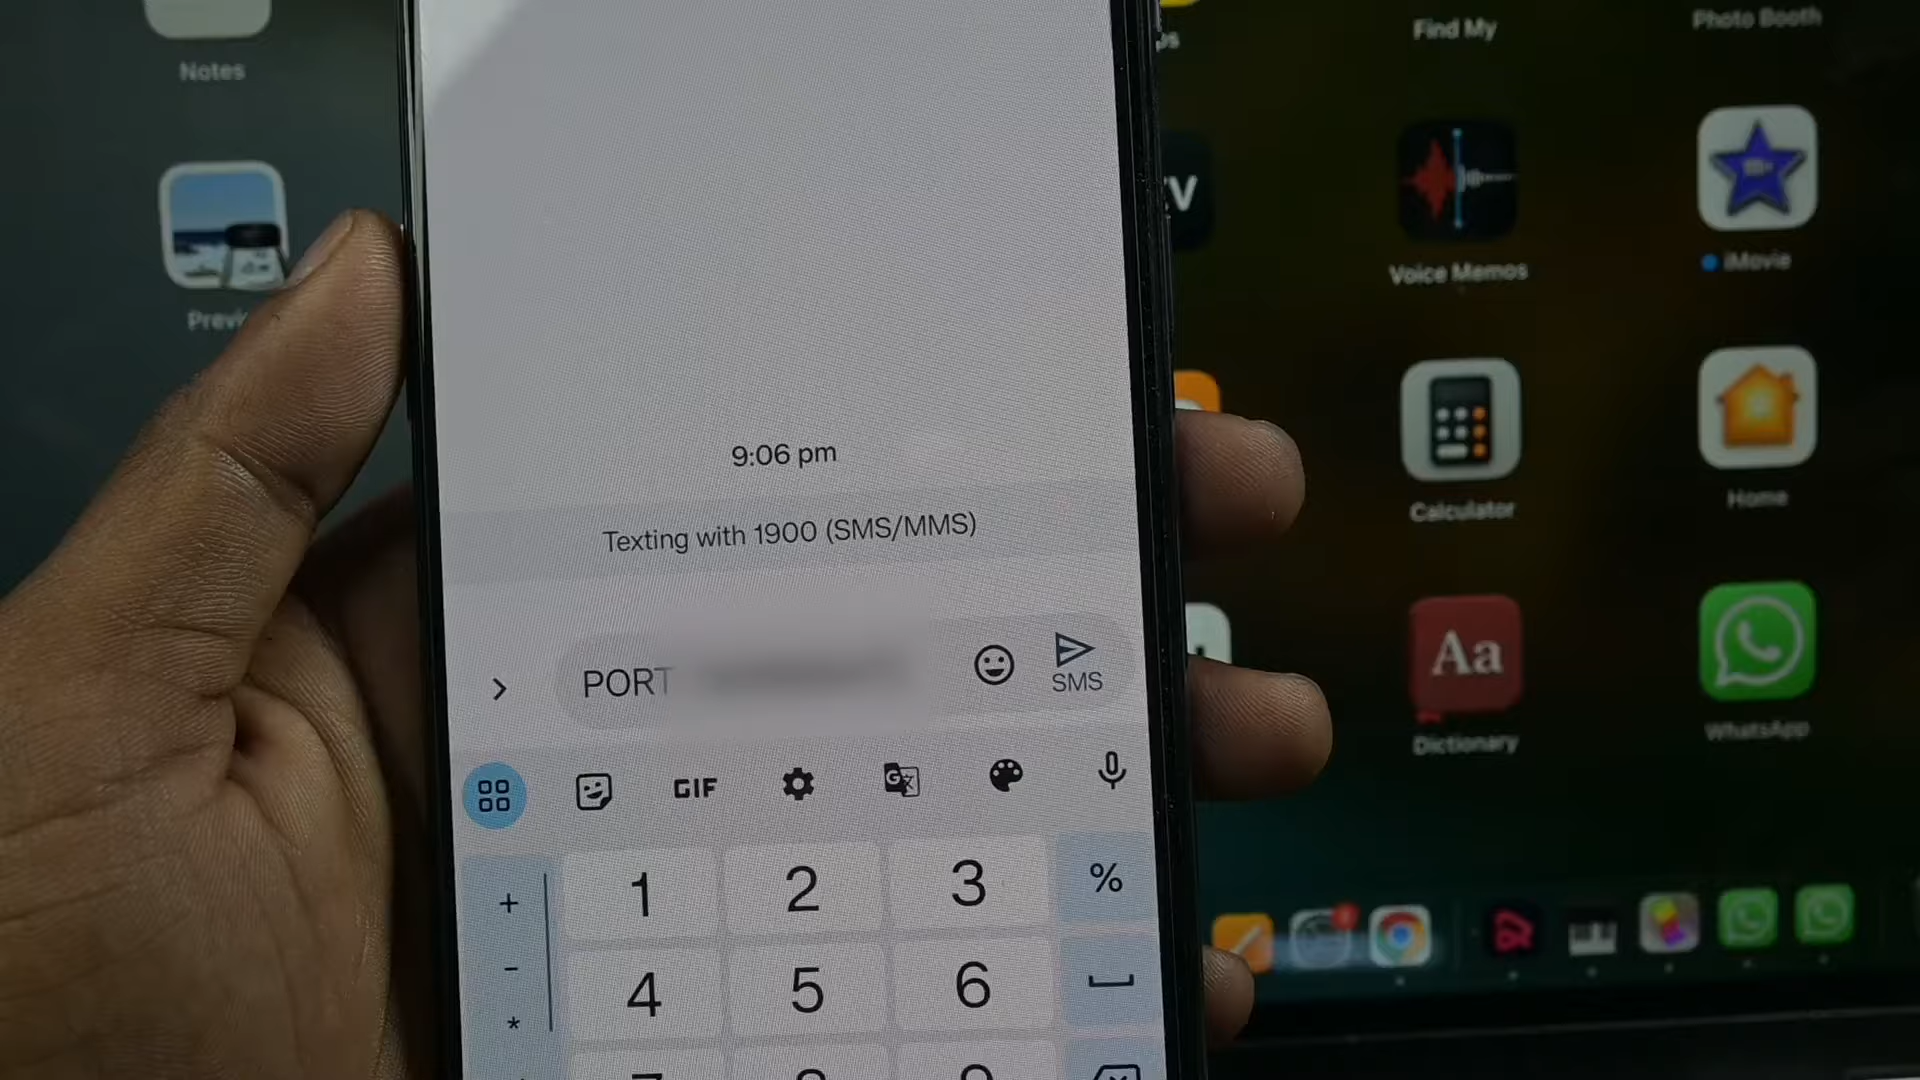 Notes
Find My
Photo Booth
Voice Memos
iMovie
9:06 pm
Texting with 1900 (SMS/MMS)
Calculator
Home
PORT
SMS
Aa
Dictionary
WhatsApp
GIF
G
+ 1 2 3 %
- 4 5 6
*